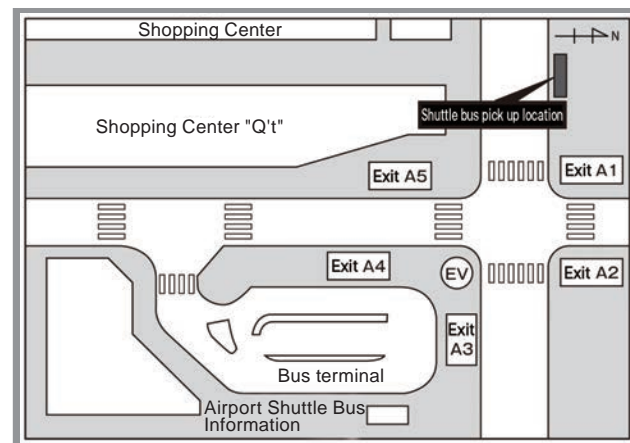 Shopping Center
N
Shopping Center "Q't"
Shuttle bus pick up location
Exit A5
Exit A1
Exit A4
EV
Exit A2
Exit
A3
Bus terminal
Airport Shuttle Bus
Information